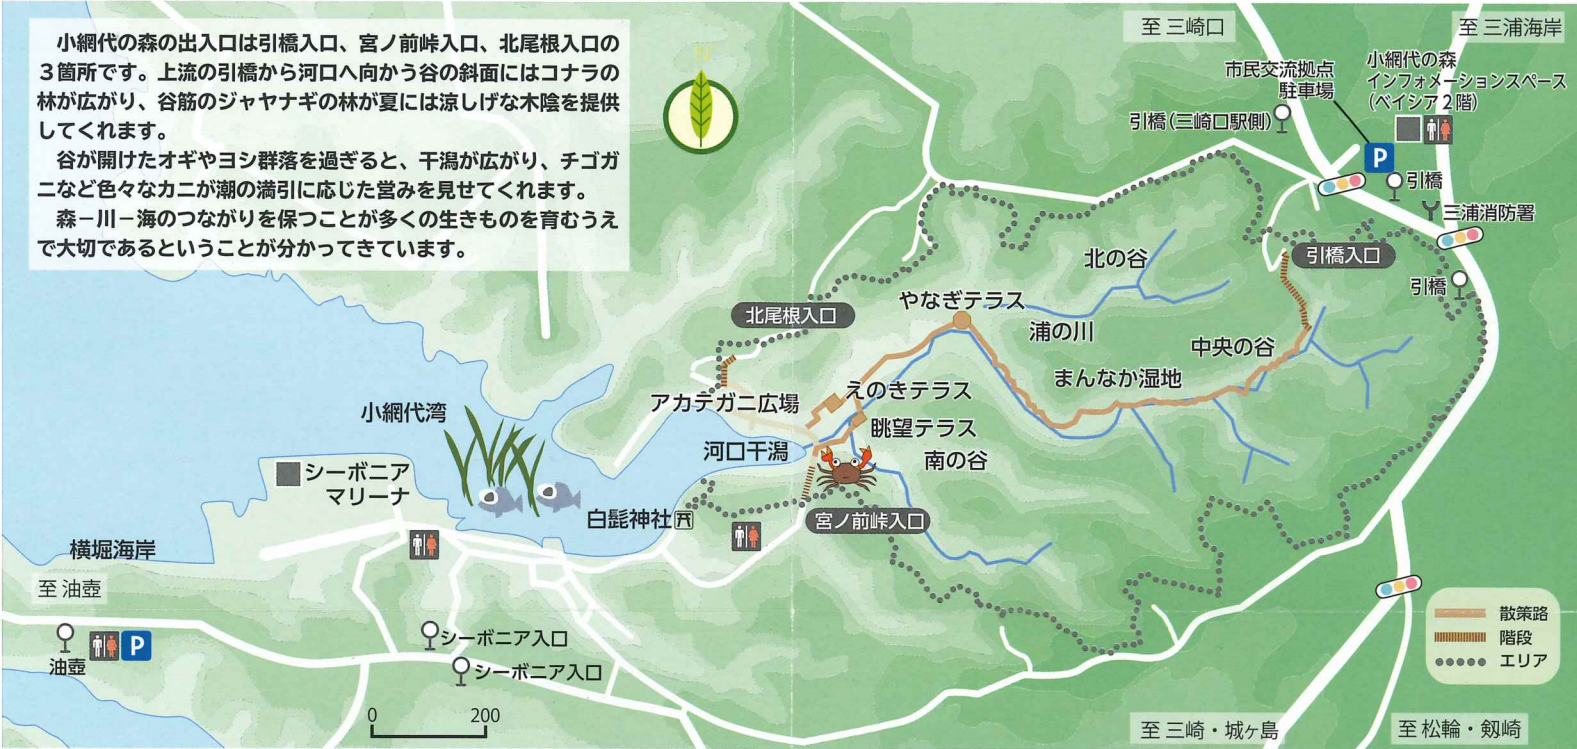 小網代の森の出入口は引橋入口、宮ノ前峠入口、北尾根入口の
3箇所です。上流の引橋から河口へ向かう谷の斜面にはコナラの
林が広がり、谷筋のジャヤナギの林が夏には涼しげな木陰を提供
してくれます。
谷が開けたオギやヨシ群落を過ぎると、干潟が広がり、チゴガ
ニなど色々なカニが潮の満引に応じた営みを見せてくれます。
森－川－海のつながりを保つことが多くの生きものを育むうえ
で大切であるということが分かってきています。
N
至 三崎口
至 三浦海岸
市民交流拠点
駐車場
小網代の森
インフォメーションスペース
(ベイシア2階)
引橋(三崎口駅側)
P
引橋
三浦消防署
引橋入口
引橋
北の谷
やなぎテラス
浦の川
中央の谷
まんなか湿地
北尾根入口
えのきテラス
アカテガニ広場
眺望テラス
河口干潟
南の谷
小網代湾
シーボニア
マリーナ
白髭神社
宮ノ前峠入口
横堀海岸
至 油壺
油壺
P
シーボニア入口
シーボニア入口
0 200
散策路
階段
エリア
至 三崎・城ヶ島
至 松輪・剱崎